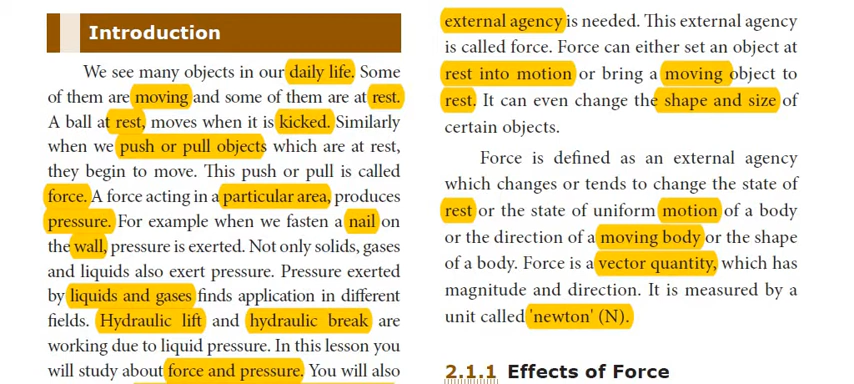 Introduction
We see many objects in our daily life. Some
of them are moving and some of them are at rest.
A ball at rest, moves when it is kicked. Similarly
when we push or pull objects which are at rest,
they begin to move. This push or pull is called
force. A force acting in a particular area, produces
pressure. For example when we fasten a nail on
the wall, pressure is exerted. Not only solids, gases
and liquids also exert pressure. Pressure exerted
by liquids and gases finds application in different
fields. Hydraulic lift and hydraulic break are
working due to liquid pressure. In this lesson you
will study about force and pressure. You will also
external agency is needed. This external agency
is called force. Force can either set an object at
rest into motion or bring a moving object to
rest. It can even change the shape and size of
certain objects.
Force is defined as an external agency
which changes or tends to change the state of
rest or the state of uniform motion of a body
or the direction of a moving body or the shape
of a body. Force is a vector quantity, which has
magnitude and direction. It is measured by a
unit called 'newton' (N).
2.1.1 Effects of Force